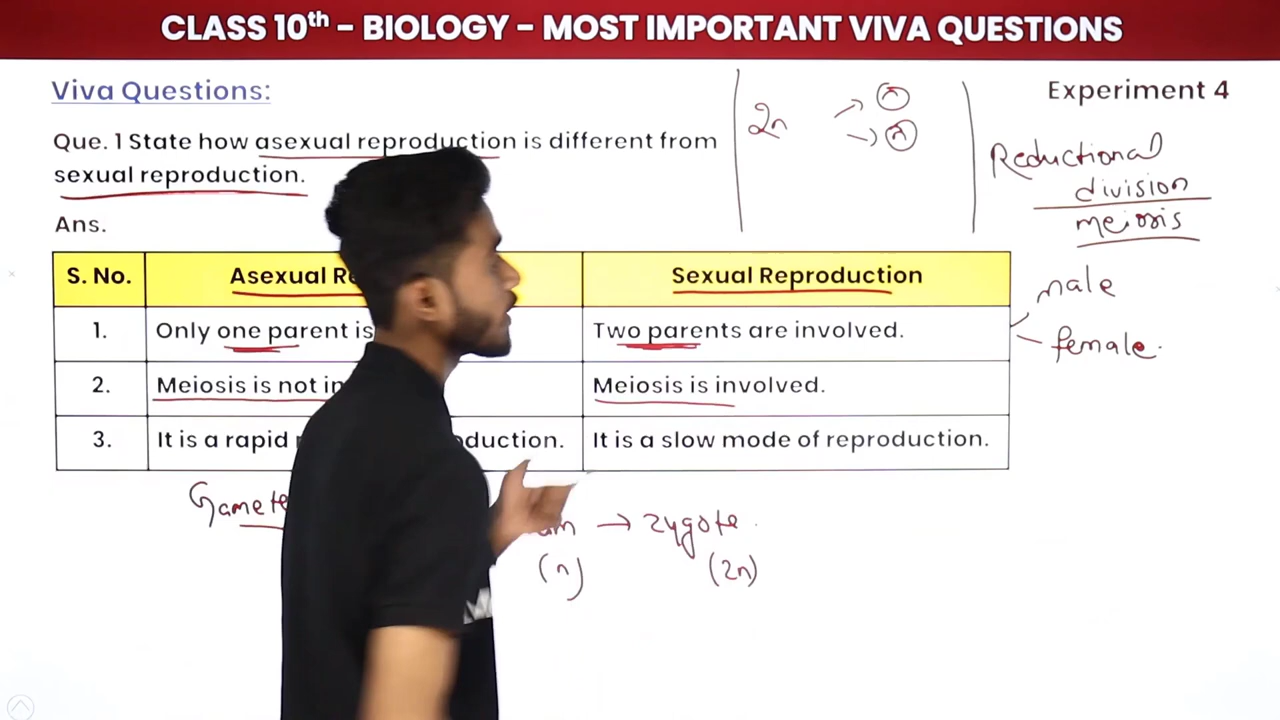 CLASS 10th – BIOLOGY – MOST IMPORTANT VIVA QUESTIONS
Viva Questions:
Experiment 4
Que. 1 State how asexual reproduction is different from
sexual reproduction.
2n
n
n
Reductional
division
meiosis
Ans.
S. No. Asexual Re Sexual Reproduction
1. Only one parent is Two parents are involved.
2. Meiosis is not in Meiosis is involved.
3. It is a rapid duction. It is a slow mode of reproduction.
male
female.
Gamete
→ zygote
(n) (2n)